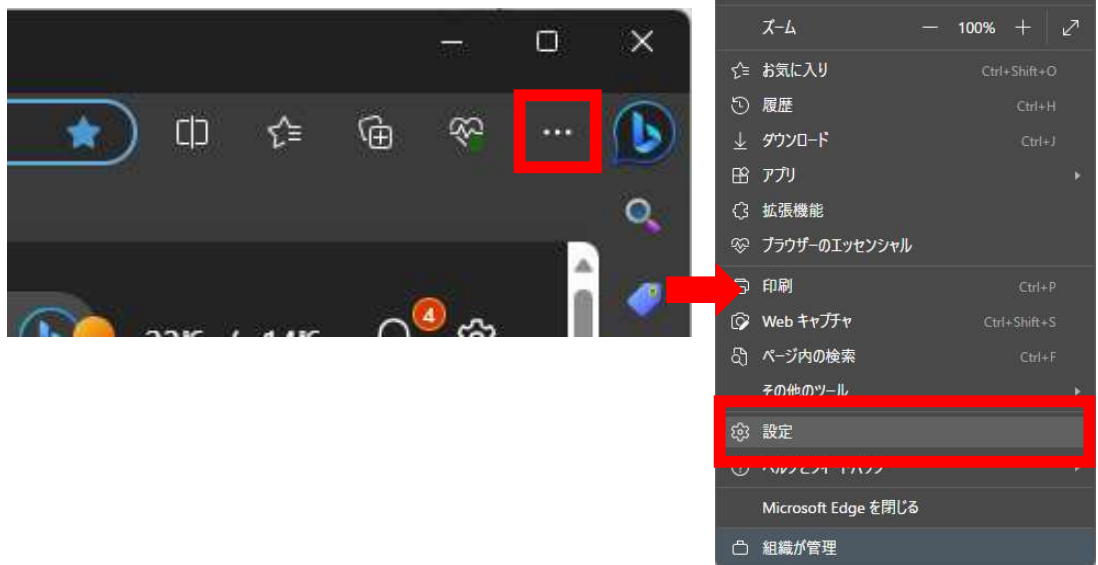 4
ズーム 100%
お気に入り Ctrl+Shift+O
履歴 Ctrl+H
ダウンロード Ctrl+J
アプリ
拡張機能
ブラウザーのエッセンシャル
印刷 Ctrl+P
Web キャプチャ Ctrl+Shift+S
ページ内の検索 Ctrl+F
その他のツール
設定
Microsoft Edge を閉じる
組織が管理